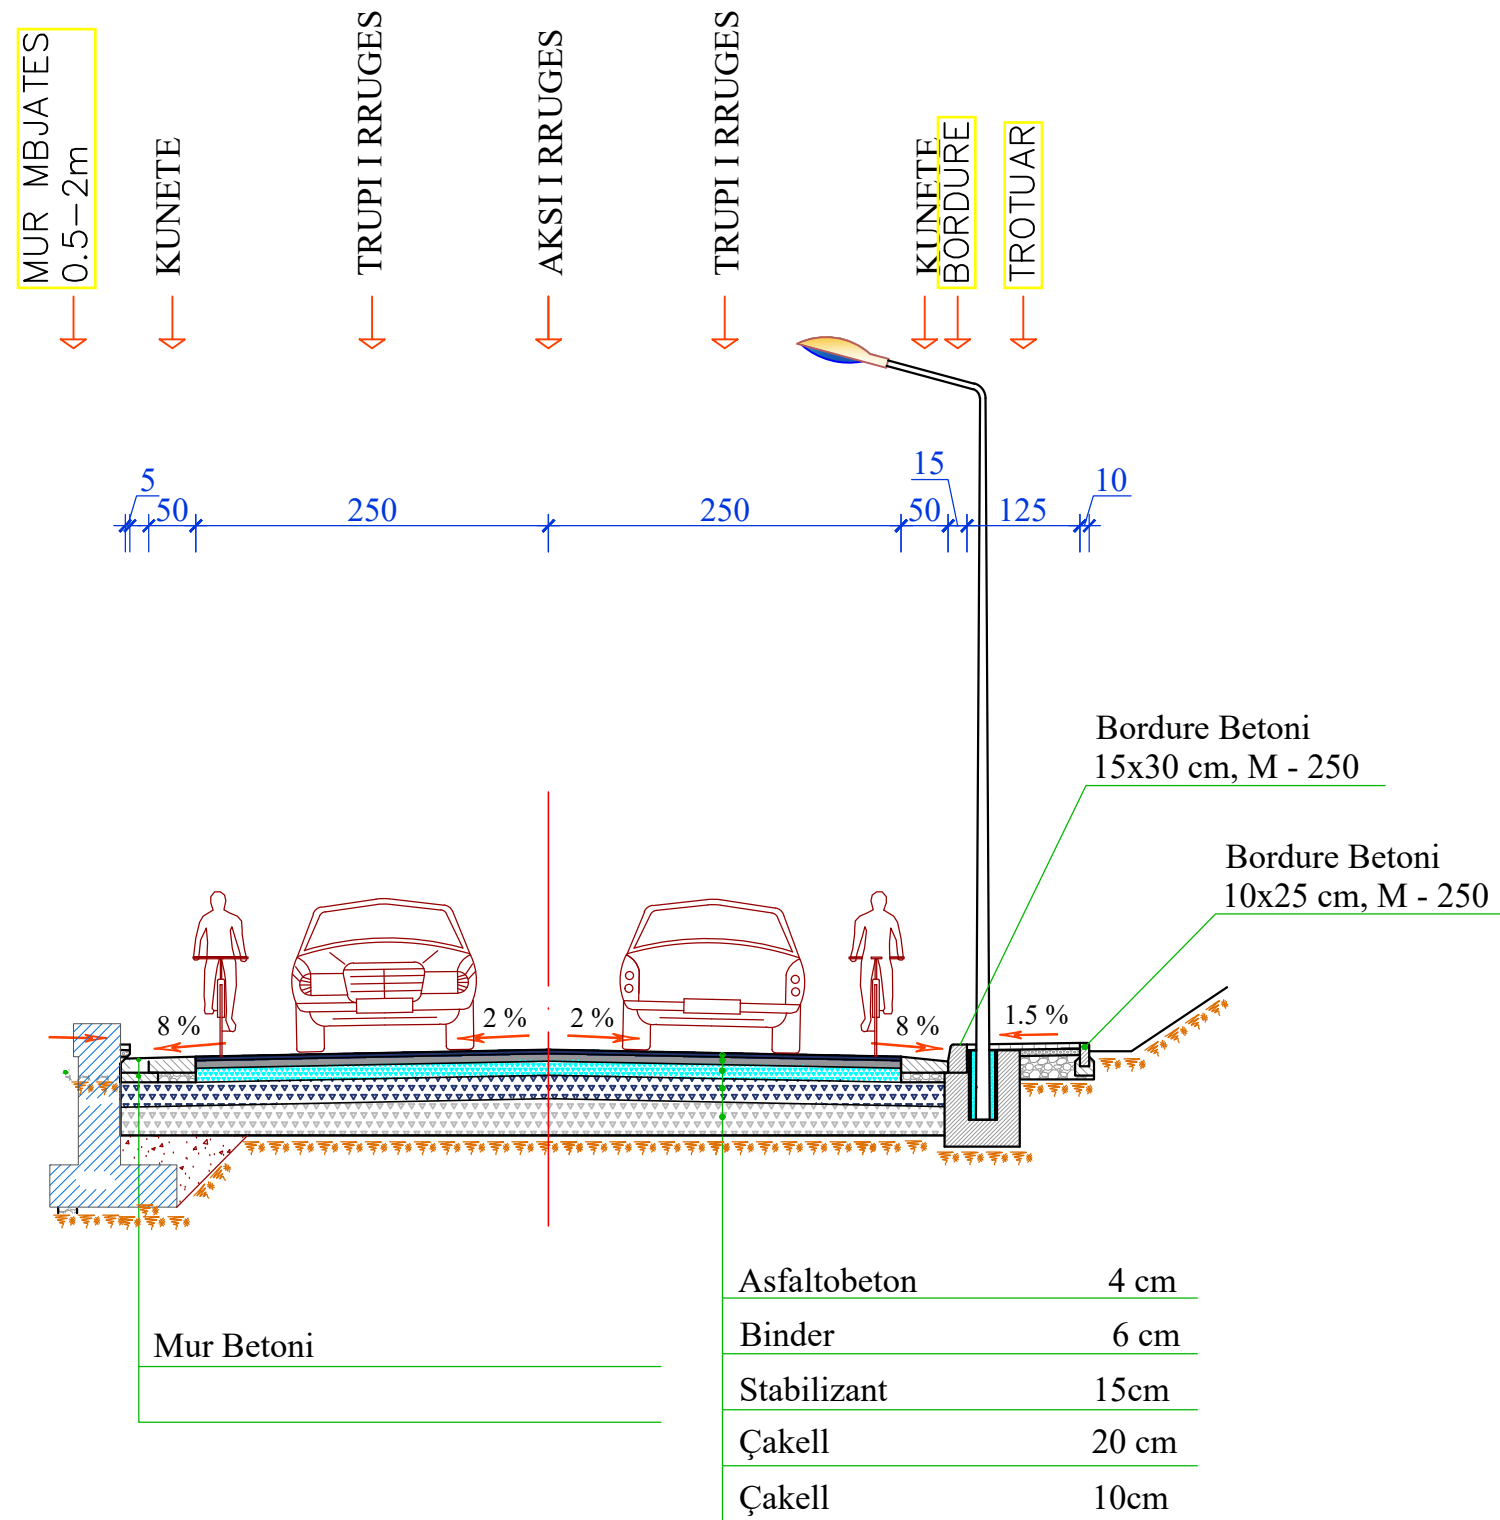 MUR MBJATES
0.5-2m
KUNETE
TRUPI I RRUGES
AKSI I RRUGES
TRUPI I RRUGES
KUNETE
BORDURE
TROTUAR
5
50
250
250
50
15
125
10
Bordure Betoni
15x30 cm, M - 250
Bordure Betoni
10x25 cm, M - 250
8 %
2 %
2 %
8 %
1.5 %
Asfaltobeton 4 cm
Binder 6 cm
Stabilizant 15cm
Çakell 20 cm
Çakell 10cm
Mur Betoni